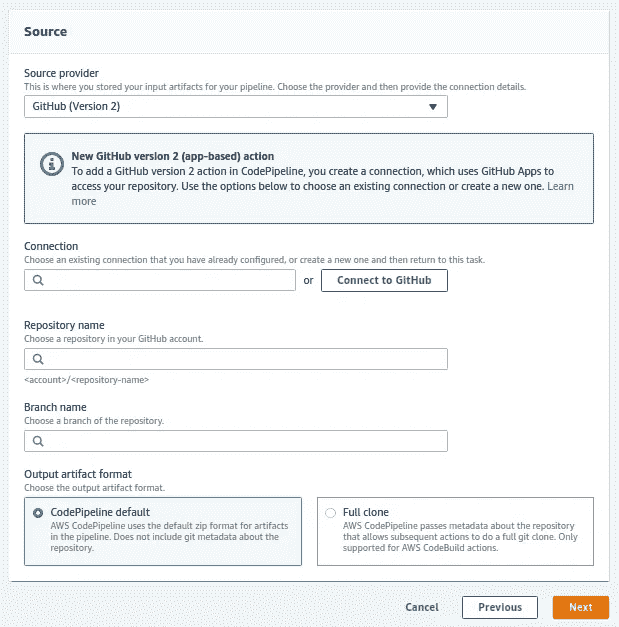 Source
Source provider
This is where you stored your input artifacts for your pipeline. Choose the provider and then provide the connection details.
GitHub (Version 2)
New GitHub version 2 (app-based) action
To add a GitHub version 2 action in CodePipeline, you create a connection, which uses GitHub Apps to
access your repository. Use the options below to choose an existing connection or create a new one. Learn
more
Connection
Choose an existing connection that you have already configured, or create a new one and then return to this task.
or Connect to GitHub
Repository name
Choose a repository in your GitHub account.
<account>/<repository-name>
Branch name
Choose a branch of the repository.
Output artifact format
Choose the output artifact format.
CodePipeline default
AWS CodePipeline uses the default zip format for artifacts
in the pipeline. Does not include git metadata about the
repository.
Full clone
AWS CodePipeline passes metadata about the repository
that allows subsequent actions to do a full git clone. Only
supported for AWS CodeBuild actions.
Cancel Previous Next